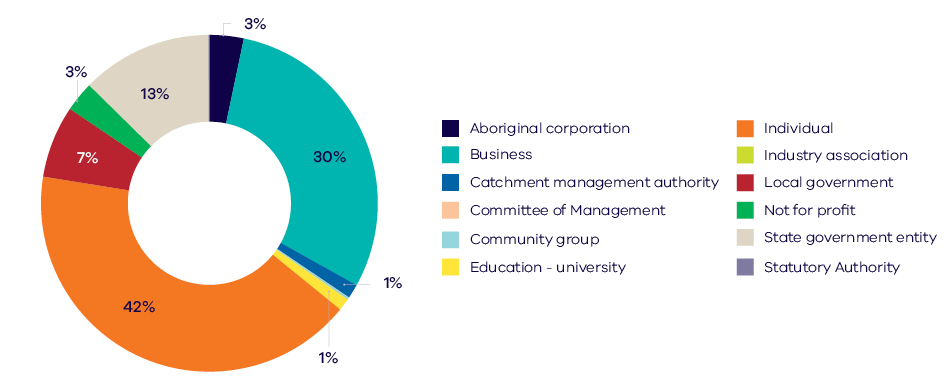 3%
3%
13%
30%
7%
1%
42%
1%
Aboriginal corporation
Business
Catchment management authority
Committee of Management
Community group
Education - university
Individual
Industry association
Local government
Not for profit
State government entity
Statutory Authority